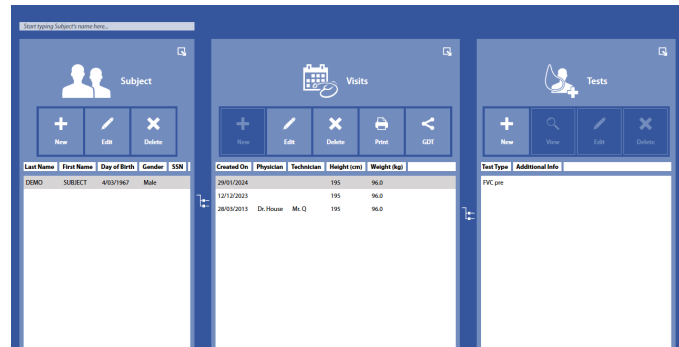 Start typing Subject's name here...
Subject
New Edit Delete
Last Name First Name Day of Birth Gender SSN
DEMO SUBJECT 4/03/1967 Male
Visits
New Edit Delete Print GDT
Created On Physician Technician Height (cm) Weight (kg)
29/01/2024 195 96.0
12/12/2023 195 96.0
28/03/2013 Dr. House Mr. Q 195 96.0
Tests
New View Edit Delete
Test Type Additional Info
FVC pre